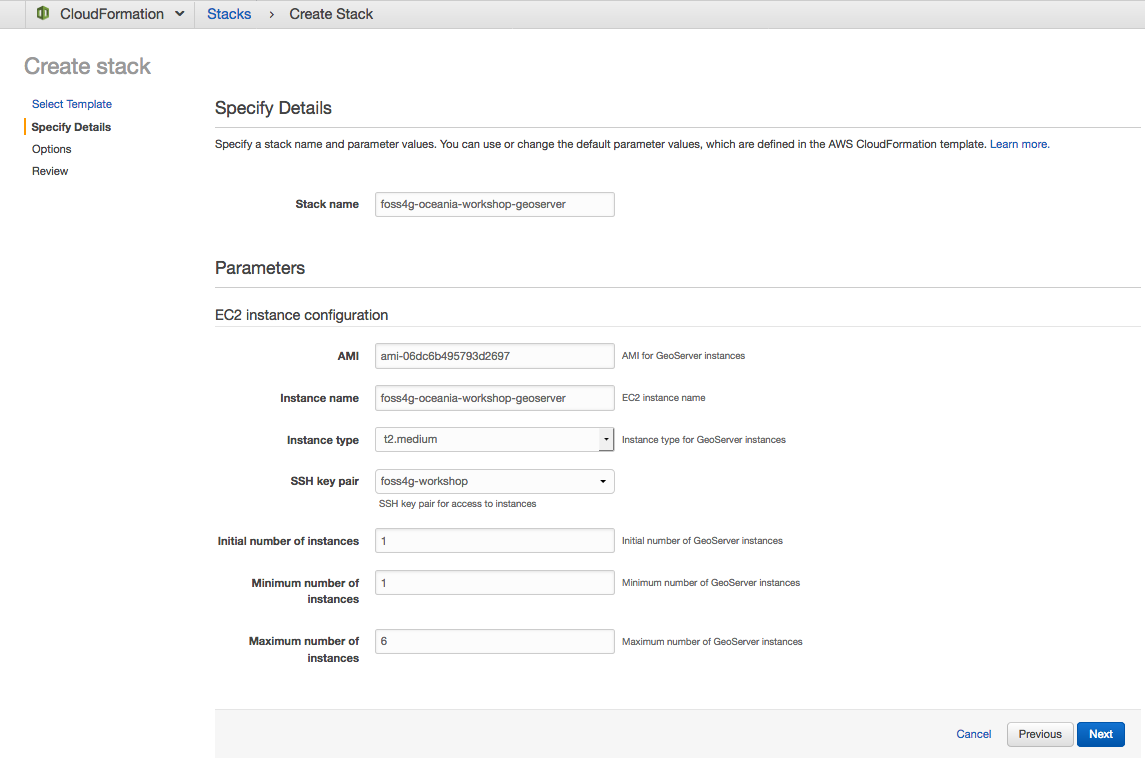 CloudFormation Stacks › Create Stack
Create stack
Select Template
Specify Details
Options
Review
Specify Details
Specify a stack name and parameter values. You can use or change the default parameter values, which are defined in the AWS CloudFormation template. Learn more.
Stack name foss4g-oceania-workshop-geoserver
Parameters
EC2 instance configuration
AMI ami-06dc6b495793d2697 AMI for GeoServer instances
Instance name foss4g-oceania-workshop-geoserver EC2 instance name
Instance type t2.medium Instance type for GeoServer instances
SSH key pair foss4g-workshop
SSH key pair for access to instances
Initial number of instances 1 Initial number of GeoServer instances
Minimum number of 1 Minimum number of GeoServer instances
instances
Maximum number of 6 Maximum number of GeoServer instances
instances
Cancel Previous Next